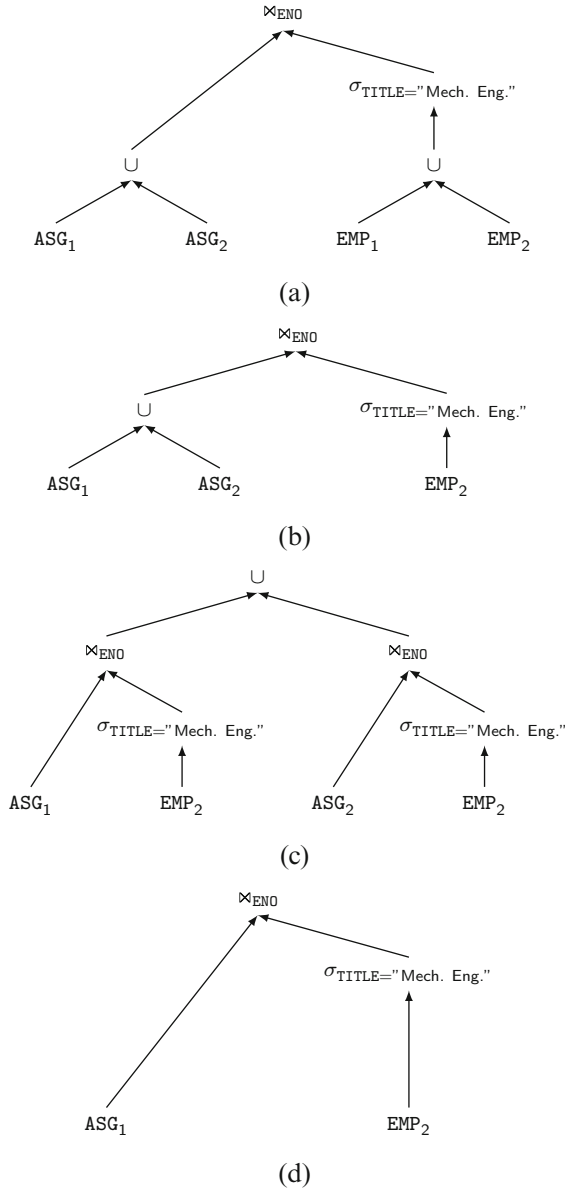 ⋈ENO
σTITLE="Mech. Eng."
∪ ∪
ASG1 ASG2 EMP1 EMP2
(a)
⋈ENO
∪ σTITLE="Mech. Eng."
ASG1 ASG2 EMP2
(b)
∪
⋈ENO ⋈ENO
σTITLE="Mech. Eng." σTITLE="Mech. Eng."
ASG1 EMP2 ASG2 EMP2
(c)
⋈ENO
σTITLE="Mech. Eng."
ASG1 EMP2
(d)